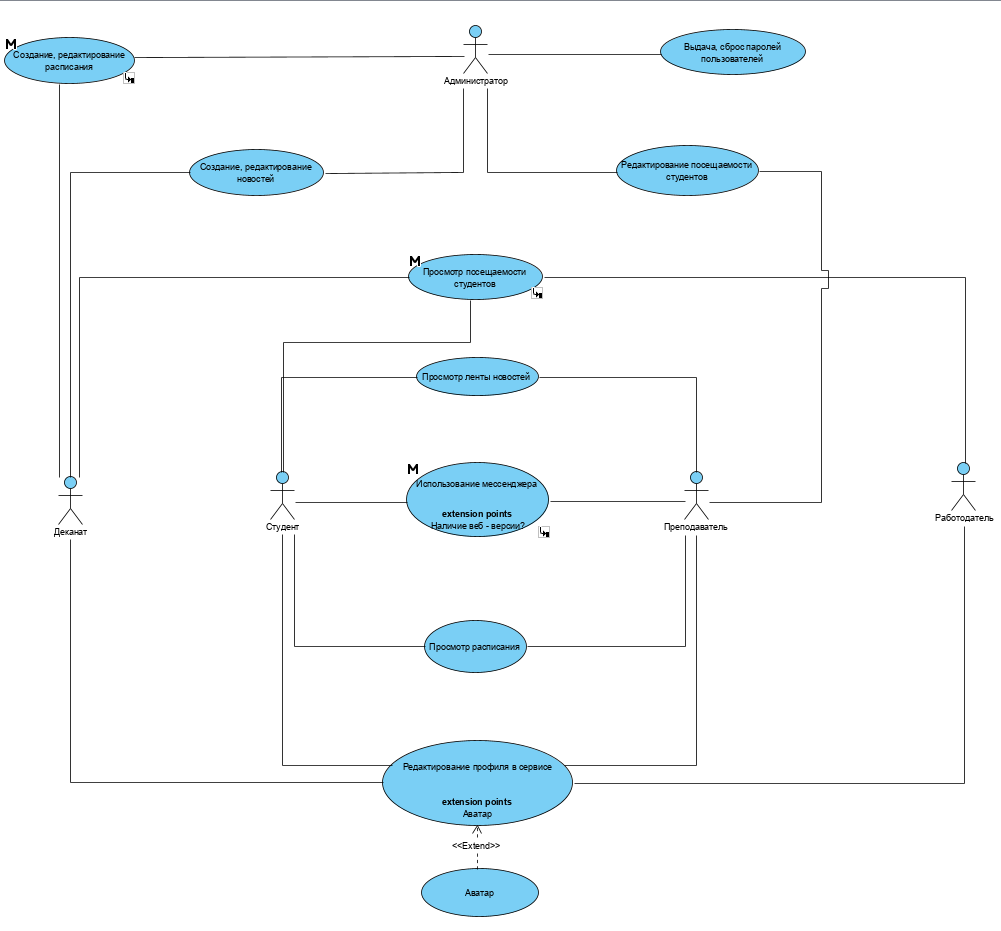 M
Создание, редактирование
расписания
Администратор
Выдача, сброс паролей
пользователей
Создание, редактирование
новостей
Редактирование посещаемости
студентов
M
Просмотр посещаемости
студентов
Просмотр ленты новостей
M
Использование мессенджера
extension points
Наличие веб - версии?
Деканат
Студент
Преподаватель
Работодатель
Просмотр расписания
Редактирование профиля в сервисе
extension points
Аватар
<<Extend>>
Аватар